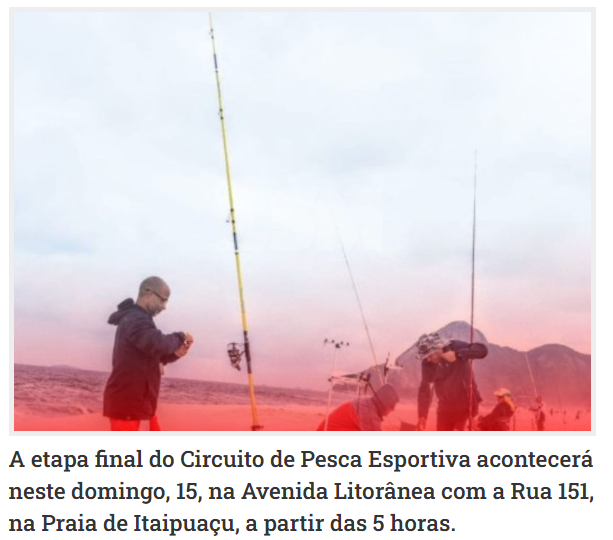 A etapa final do Circuito de Pesca Esportiva acontecerá
neste domingo, 15, na Avenida Litorânea com a Rua 151,
na Praia de Itaipuaçu, a partir das 5 horas.